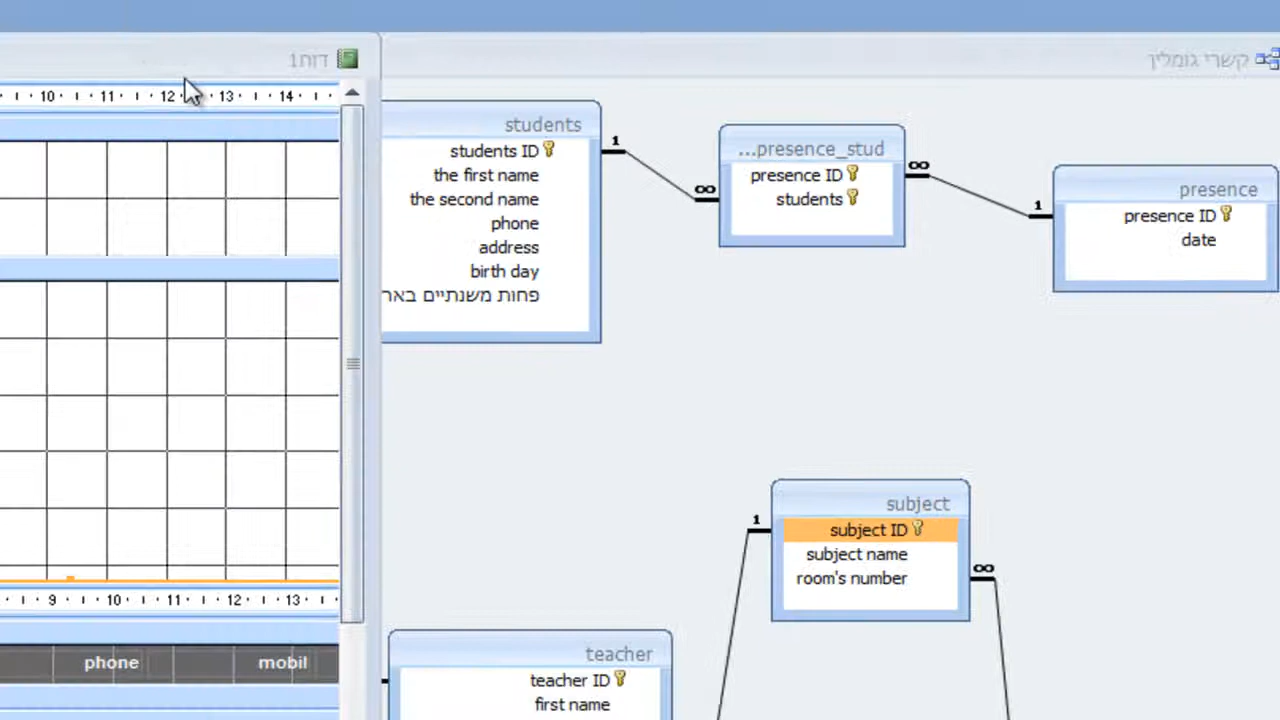 דוח1
קשרי גומלין
10 11 12 13 14
students
students ID
the first name
the second name
phone
address
birth day
פחות משנתיים באר
1
∞
...presence_stud
presence ID
students
∞
1
presence
presence ID
date
subject
subject ID
subject name
room's number
1
∞
9 10 11 12 13
phone mobil
teacher
teacher ID
first name